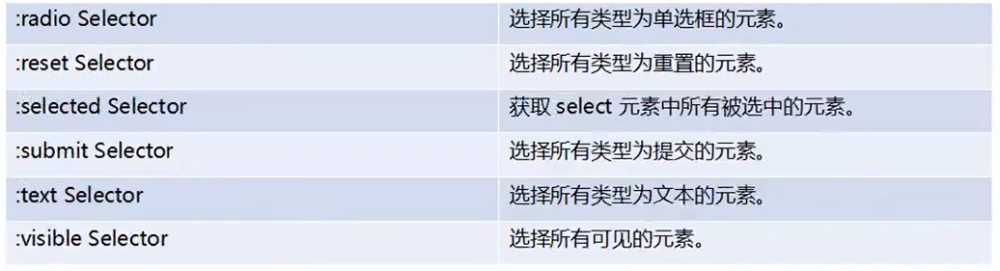 :radio Selector 选择所有类型为单选框的元素。
:reset Selector 选择所有类型为重置的元素。
:selected Selector 获取 select 元素中所有被选中的元素。
:submit Selector 选择所有类型为提交的元素。
:text Selector 选择所有类型为文本的元素。
:visible Selector 选择所有可见的元素。